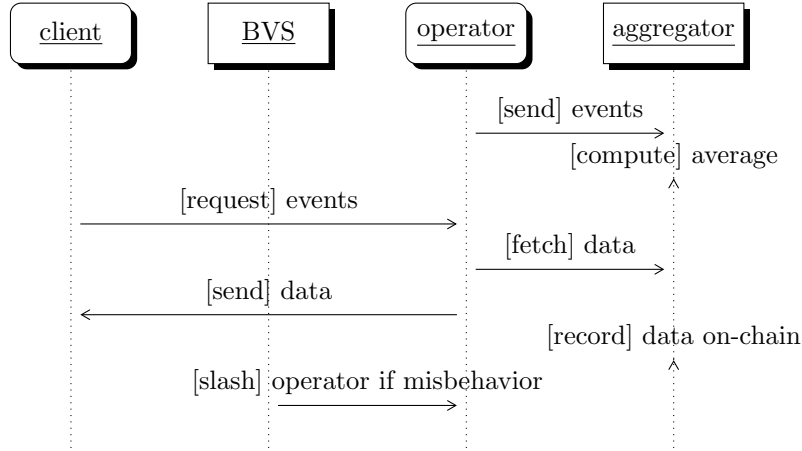 client
BVS
operator
aggregator
[send] events
[compute] average
[request] events
[fetch] data
[send] data
[record] data on-chain
[slash] operator if misbehavior